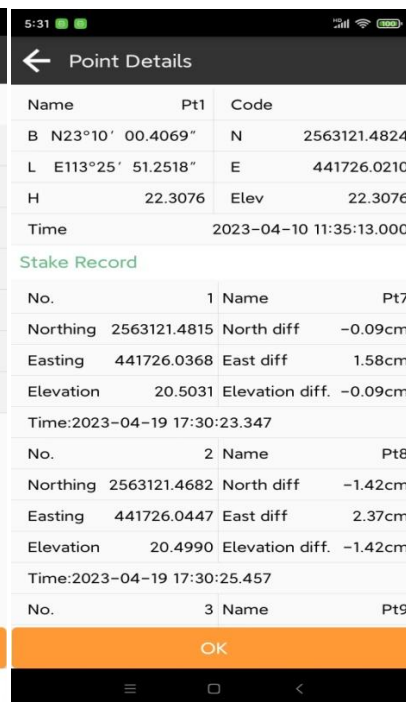 5:31 HD 100
Point Details
Name Pt1 Code
B N23°10′ 00.4069″ N 2563121.4824
L E113°25′ 51.2518″ E 441726.0210
H 22.3076 Elev 22.3076
Time 2023-04-10 11:35:13.000
Stake Record
No. 1 Name Pt7
Northing 2563121.4815 North diff -0.09cm
Easting 441726.0368 East diff 1.58cm
Elevation 20.5031 Elevation diff. -0.09cm
Time:2023-04-19 17:30:23.347
No. 2 Name Pt8
Northing 2563121.4682 North diff -1.42cm
Easting 441726.0447 East diff 2.37cm
Elevation 20.4990 Elevation diff. -1.42cm
Time:2023-04-19 17:30:25.457
No. 3 Name Pt9
OK